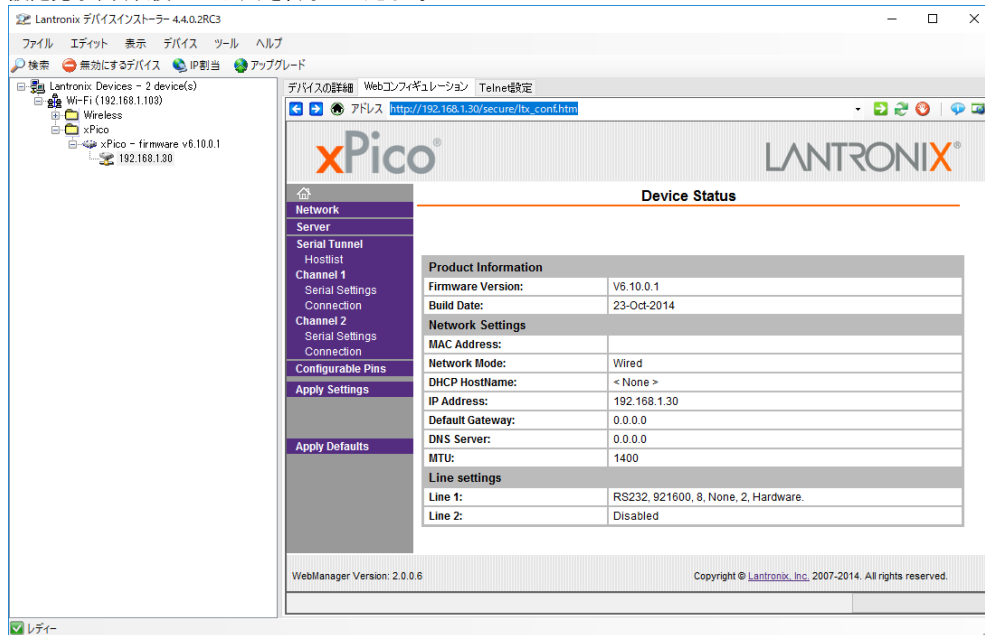 Lantronix デバイスインストーラー 4.4.0.2RC3
ファイル エディット 表示 デバイス ツール ヘルプ
検索 無効にするデバイス IP割当 アップグレード
Lantronix Devices - 2 device(s)
Wi-Fi (192.168.1.103)
Wireless
xPico
xPico - firmware v6.10.0.1
192.168.1.30
デバイスの詳細 Webコンフィギュレーション Telnet設定
アドレス http://192.168.1.30/secure/ltx_conf.htm
xPico®
LANTRONIX®
Network
Server
Serial Tunnel
Hostlist
Channel 1
Serial Settings
Connection
Channel 2
Serial Settings
Connection
Configurable Pins
Apply Settings
Apply Defaults
Device Status
Product Information
Firmware Version: V6.10.0.1
Build Date: 23-Oct-2014
Network Settings
MAC Address:
Network Mode: Wired
DHCP HostName: < None >
IP Address: 192.168.1.30
Default Gateway: 0.0.0.0
DNS Server: 0.0.0.0
MTU: 1400
Line settings
Line 1: RS232, 921600, 8, None, 2, Hardware.
Line 2: Disabled
WebManager Version: 2.0.0.6
Copyright © Lantronix, Inc. 2007-2014. All rights reserved.
レディー